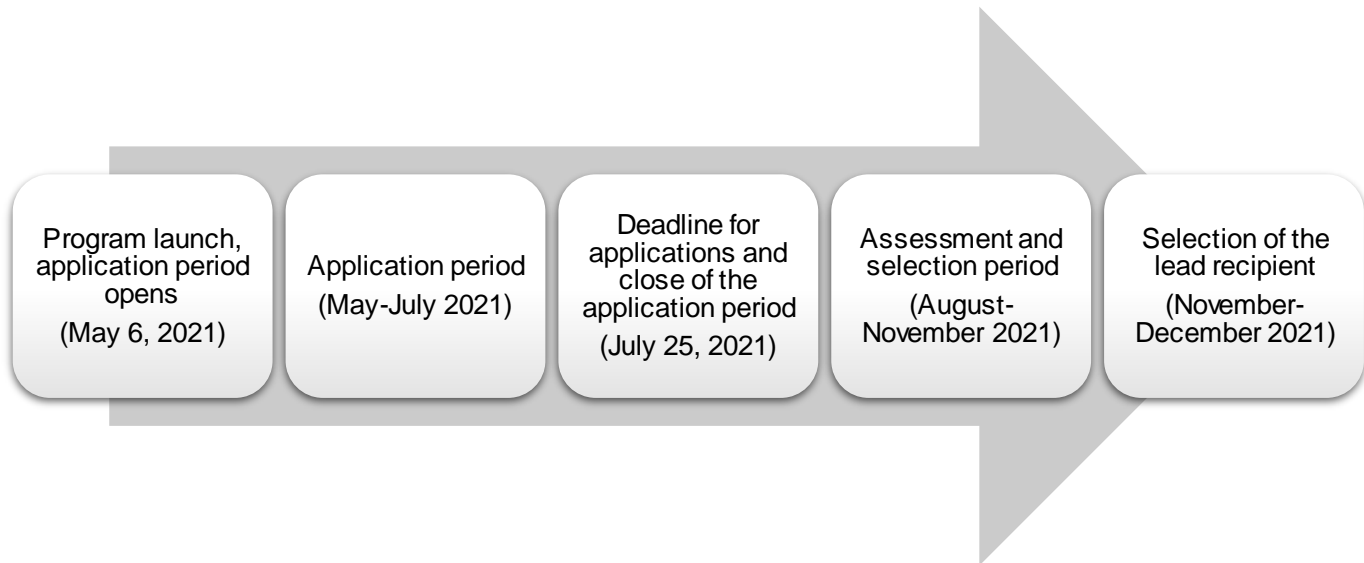 Program launch,
application period
opens
(May 6, 2021)
Application period
(May-July 2021)
Deadline for
applications and
close of the
application period
(July 25, 2021)
Assessment and
selection period
(August-
November 2021)
Selection of the
lead recipient
(November-
December 2021)